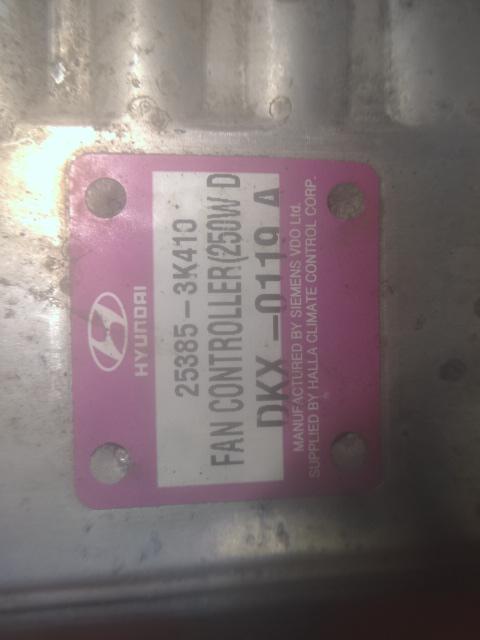 HYUNDAI
25385-3K410
FAN CONTROLLER(250W D
DKX-0119 A
MANUFACTURED BY SIEMENS VDO Ltd.
SUPPLIED BY HALLA CLIMATE CONTROL CORP.